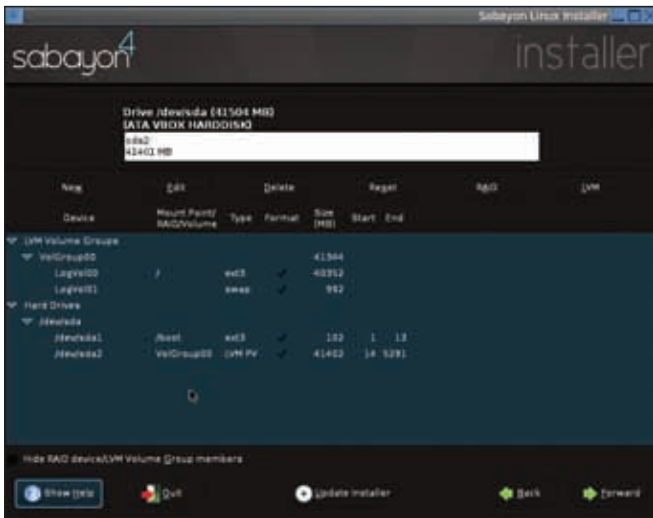 Sabayon Linux Installer
sabayon4
installer
Drive /dev/sda (41504 MB)
(ATA VBOX HARDDISK)
sda2
41401 MB
New Edit Delete Reset RAID LVM
Device Mount Point/ RAID/Volume Type Format Size (MB) Start End
LVM Volume Groups
VolGroup00 41344
LogVol00 / ext3 40352
LogVol01 swap 992
Hard Drives
/dev/sda
/dev/sda1 /boot ext3 102 1 13
/dev/sda2 VolGroup00 LVM PV 41402 14 5291
Hide RAID device/LVM Volume Group members
Show Help Quit Update Installer Back Forward